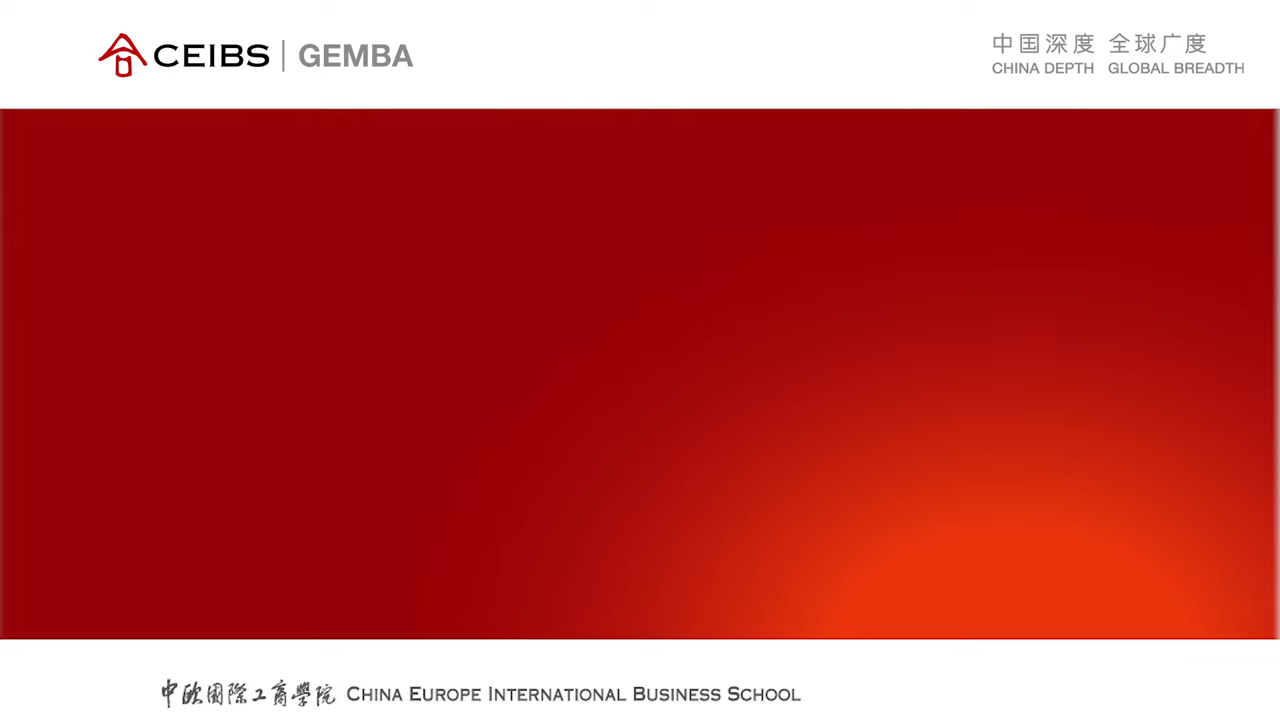 CEIBS | GEMBA
中国深度 全球广度
CHINA DEPTH GLOBAL BREADTH
中欧國際工商學院 CHINA EUROPE INTERNATIONAL BUSINESS SCHOOL